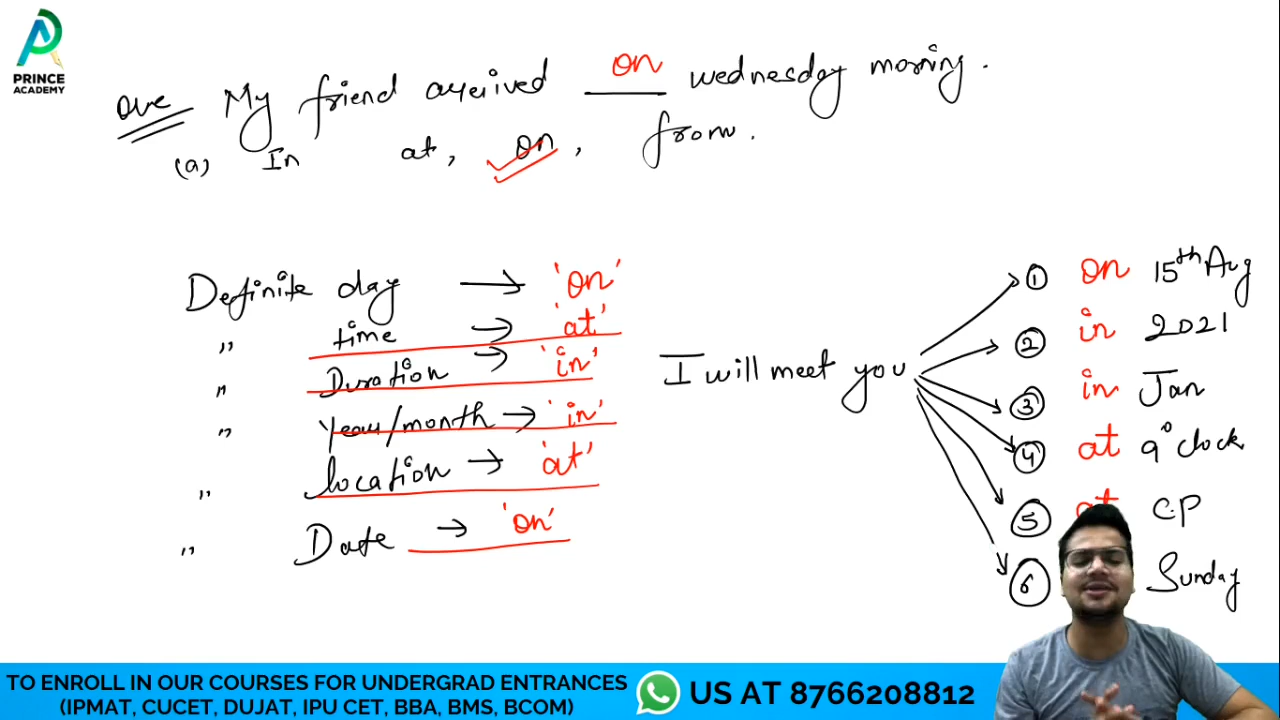 PRINCE
ACADEMY
Que My friend arrived on wednesday morning.
(a) In at, on, from.
Definite day → 'on'
" time → 'at'
" Duration → 'in'
" Year/month → 'in'
" location → 'at'
" Date → 'on'
I will meet you
1 on 15th Aug
2 in 2021
3 in Jan
4 at 9°clock
5 at CP
6 Sunday
TO ENROLL IN OUR COURSES FOR UNDERGRAD ENTRANCES
(IPMAT, CUCET, DUJAT, IPU CET, BBA, BMS, BCOM)
US AT 8766208812